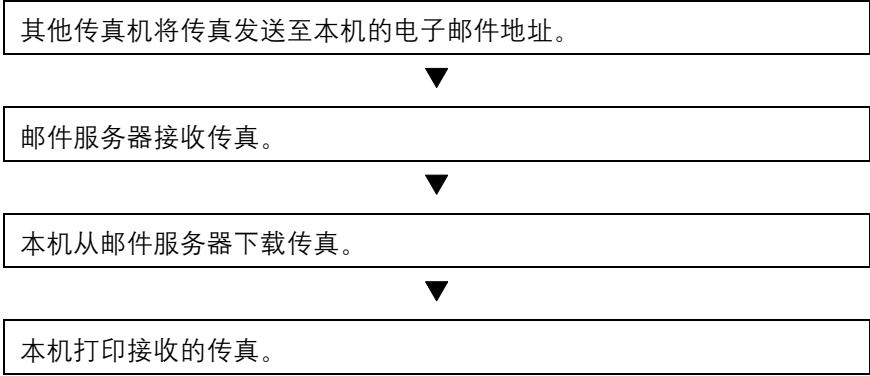 其他传真机将传真发送至本机的电子邮件地址。
邮件服务器接收传真。
本机从邮件服务器下载传真。
本机打印接收的传真。